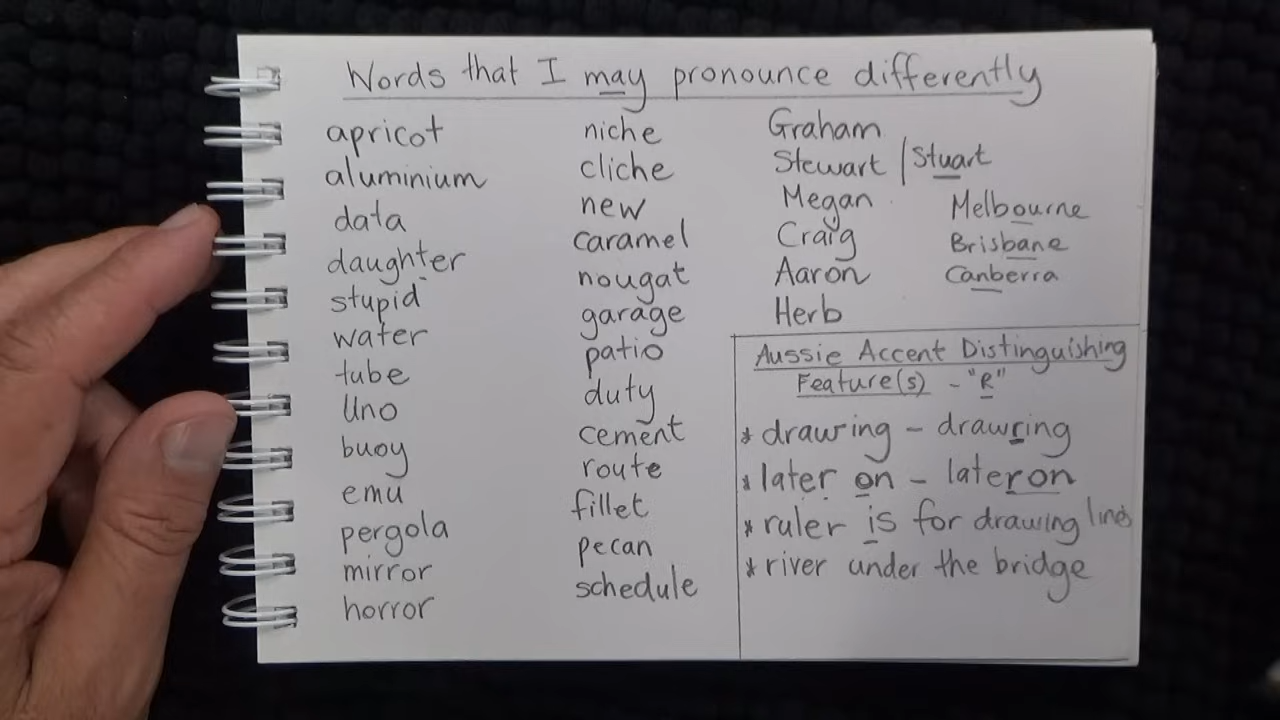 Words that I may pronounce differently
apricot
aluminium
data
daughter
stupid
water
tube
Uno
buoy
emu
pergola
mirror
horror
niche
cliche
new
caramel
nougat
garage
patio
duty
cement
route
fillet
pecan
schedule
Graham
Stewart / Stuart
Megan
Craig
Aaron
Herb
Melbourne
Brisbane
Canberra
Aussie Accent Distinguishing
Feature(s) - "R"
* drawing - drawring
* later on - later on
* ruler is for drawing lines
* river under the bridge